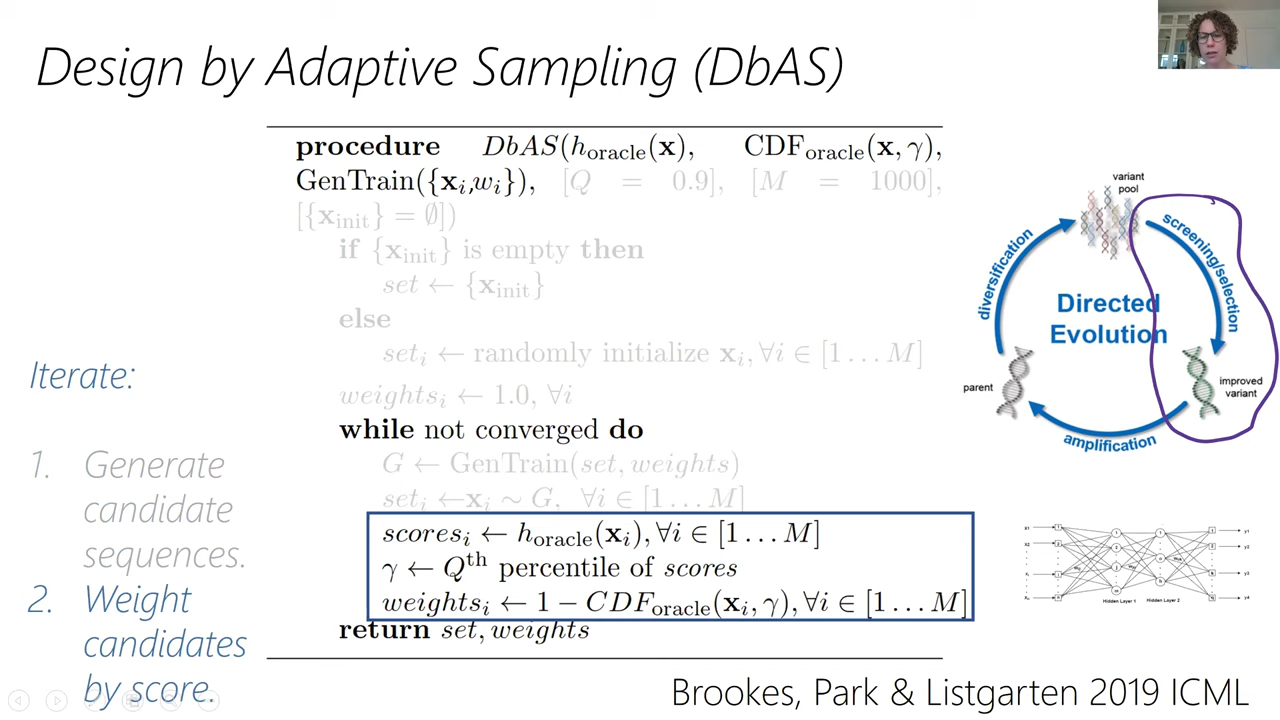 Design by Adaptive Sampling (DbAS)
procedure DbAS(h_oracle(x), CDF_oracle(x, γ),
GenTrain({x_i, w_i}), [Q = 0.9], [M = 1000],
[{x_init} = ∅])
if {x_init} is empty then
set ← {x_init}
else
set_i ← randomly initialize x_i, ∀i ∈ [1 . . . M]
weights_i ← 1.0, ∀i
while not converged do
G ← GenTrain(set, weights)
set_i ← x_i ∼ G, ∀i ∈ [1 . . . M]
scores_i ← h_oracle(x_i), ∀i ∈ [1 . . . M]
γ ← Q^th percentile of scores
weights_i ← 1 − CDF_oracle(x_i, γ), ∀i ∈ [1 . . . M]
return set, weights
Iterate:
1. Generate
candidate
sequences.
2. Weight
candidates
by score.
variant
pool
diversification
screening/selection
Directed
Evolution
parent
improved
variant
amplification
Hidden Layer 1 Hidden Layer 2
Brookes, Park & Listgarten 2019 ICML